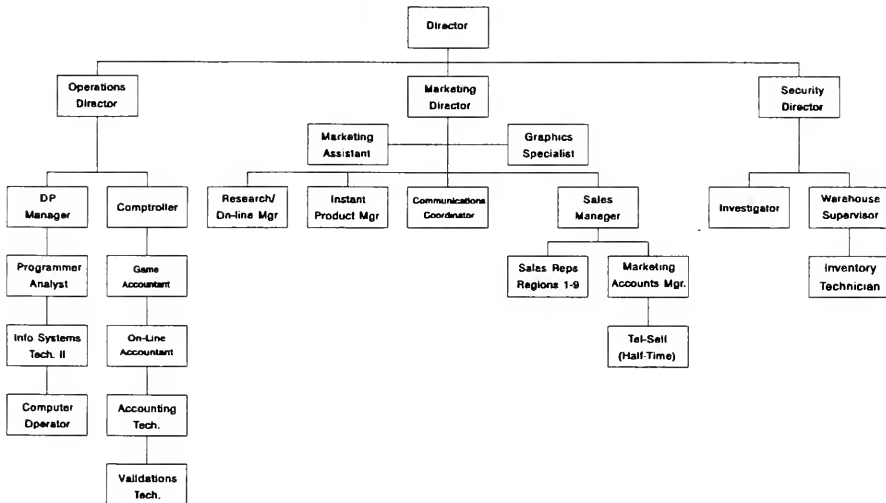 Director
Operations
Director
Marketing
Director
Security
Director
Marketing
Assistant
Graphics
Specialist
DP
Manager
Comptroller
Research/
On-line Mgr
Instant
Product Mgr
Communications
Coordinator
Sales
Manager
Investigator
Warehouse
Supervisor
Programmer
Analyst
Game
Accountant
Sales Reps
Regions 1-9
Marketing
Accounts Mgr.
Inventory
Technician
Info Systems
Tech. II
On-Line
Accountant
Tel-Sell
(Half-Time)
Computer
Operator
Accounting
Tech.
Validations
Tech.